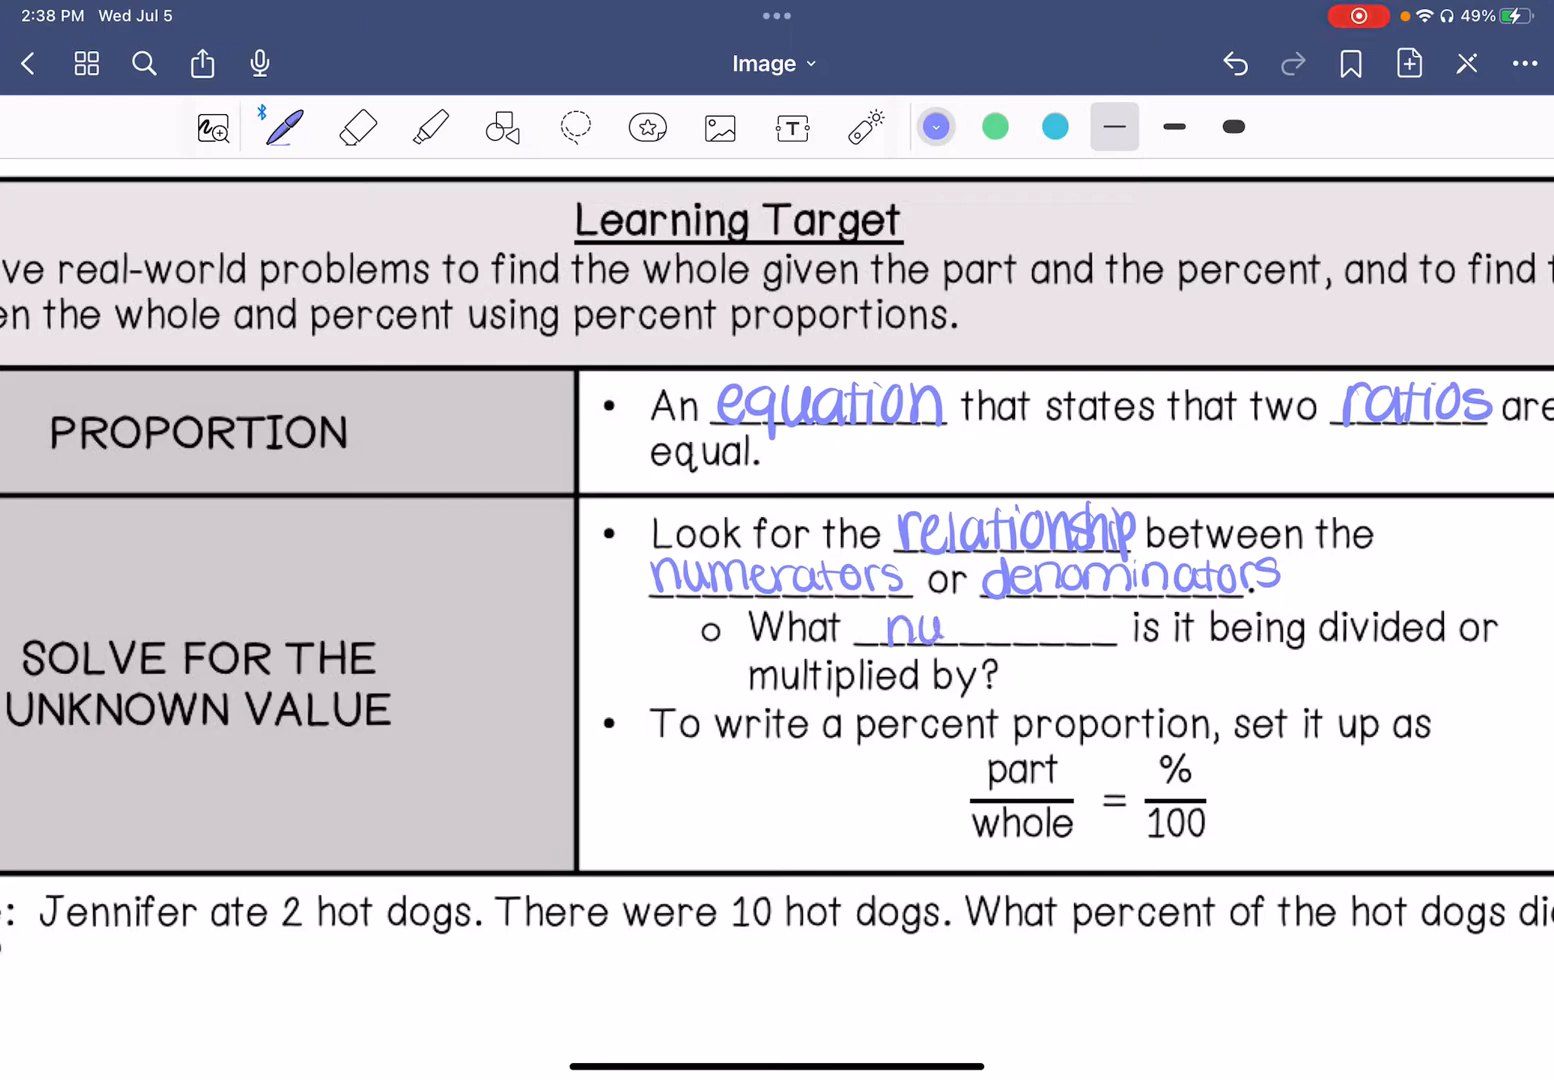 2:38 PM Wed Jul 5
49%
Image
T
Learning Target
ve real-world problems to find the whole given the part and the percent, and to find
en the whole and percent using percent proportions.
PROPORTION
• An equation that states that two ratios are
equal.
SOLVE FOR THE
UNKNOWN VALUE
• Look for the relationship between the
numerators or denominators.
o What nu________ is it being divided or
multiplied by?
• To write a percent proportion, set it up as
part %
=
whole 100
: Jennifer ate 2 hot dogs. There were 10 hot dogs. What percent of the hot dogs di